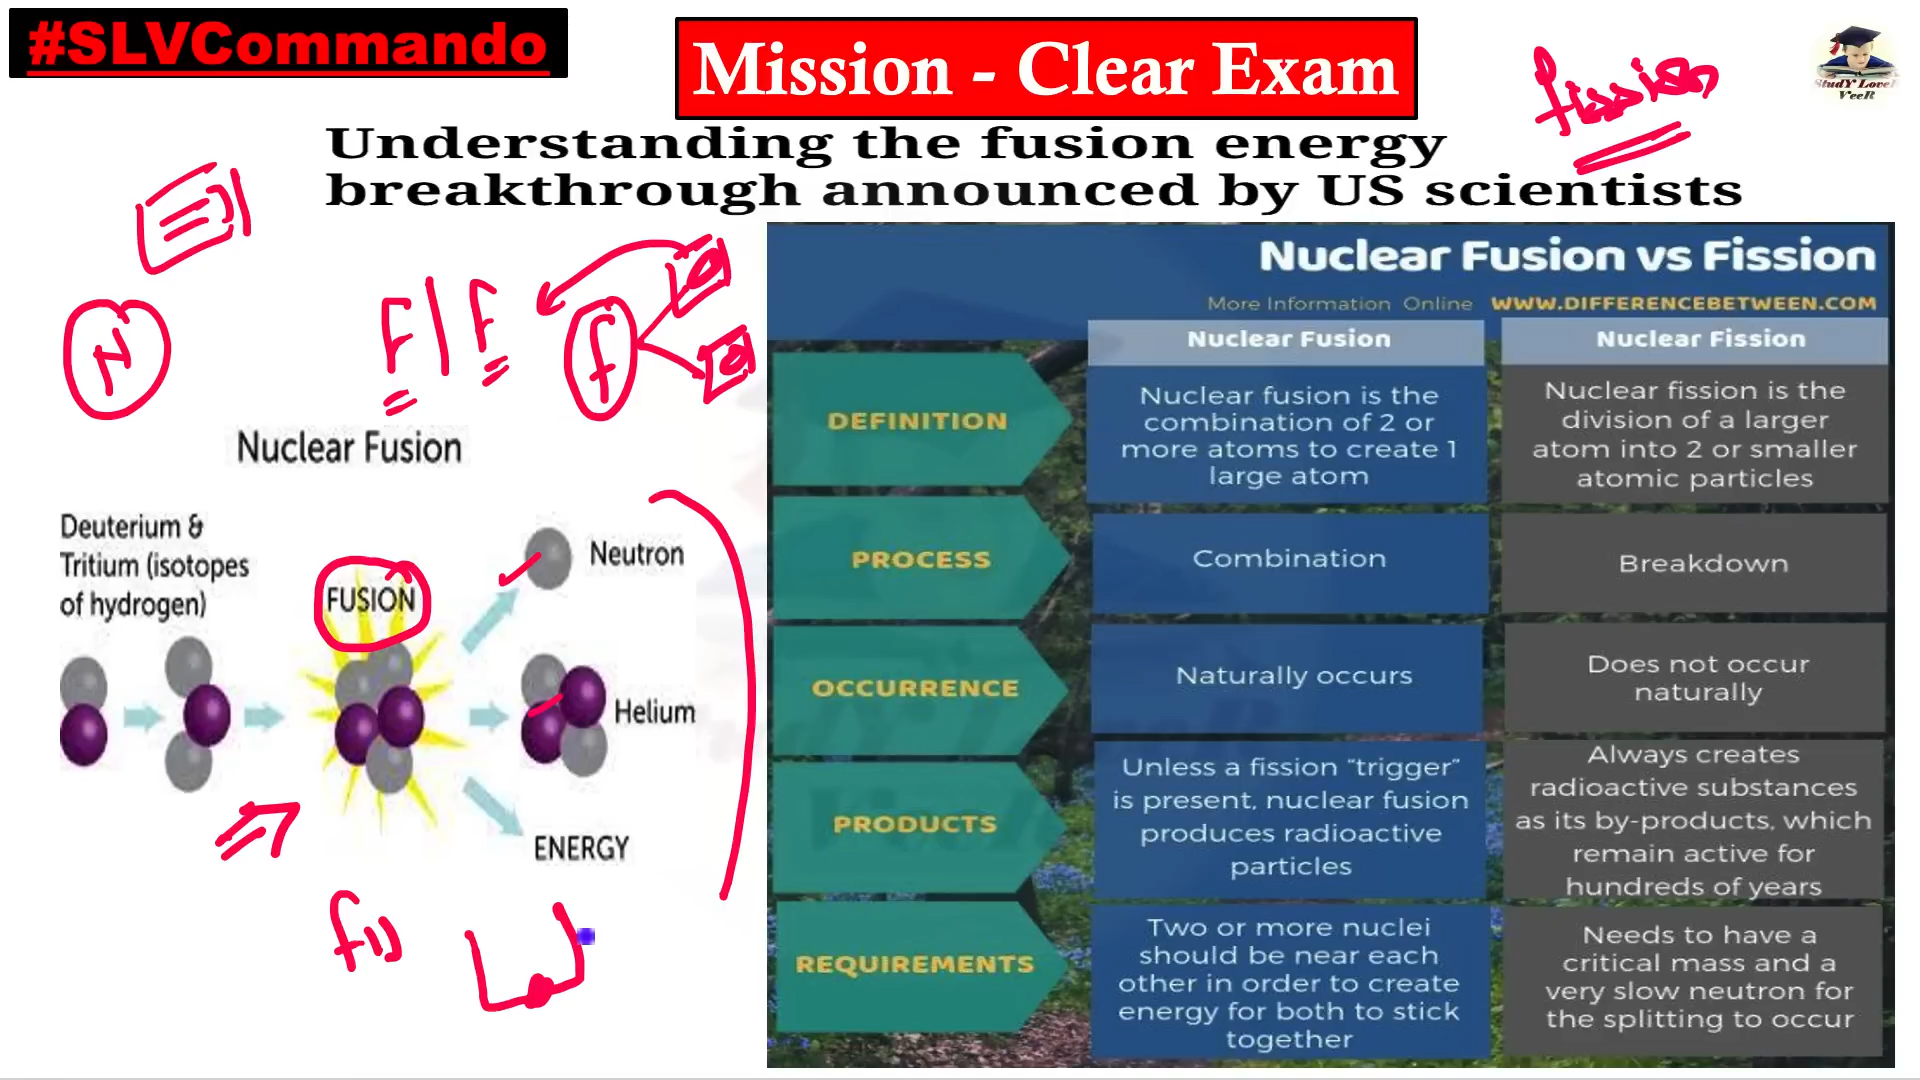 #SLVCommando
Mission - Clear Exam
fission
StudY LoveR
VeeR
Understanding the fusion energy
breakthrough announced by US scientists
N
F | F
f
Nuclear Fusion
Deuterium &
Tritium (isotopes
of hydrogen)
FUSION
Neutron
Helium
ENERGY
Nuclear Fusion vs Fission
More Information Online WWW.DIFFERENCEBETWEEN.COM
Nuclear Fusion
Nuclear Fission
DEFINITION
Nuclear fusion is the
combination of 2 or
more atoms to create 1
large atom
Nuclear fission is the
division of a larger
atom into 2 or smaller
atomic particles
PROCESS
Combination
Breakdown
OCCURRENCE
Naturally occurs
Does not occur
naturally
PRODUCTS
Unless a fission “trigger”
is present, nuclear fusion
produces radioactive
particles
Always creates
radioactive substances
as its by-products, which
remain active for
hundreds of years
REQUIREMENTS
Two or more nuclei
should be near each
other in order to create
energy for both to stick
together
Needs to have a
critical mass and a
very slow neutron for
the splitting to occur